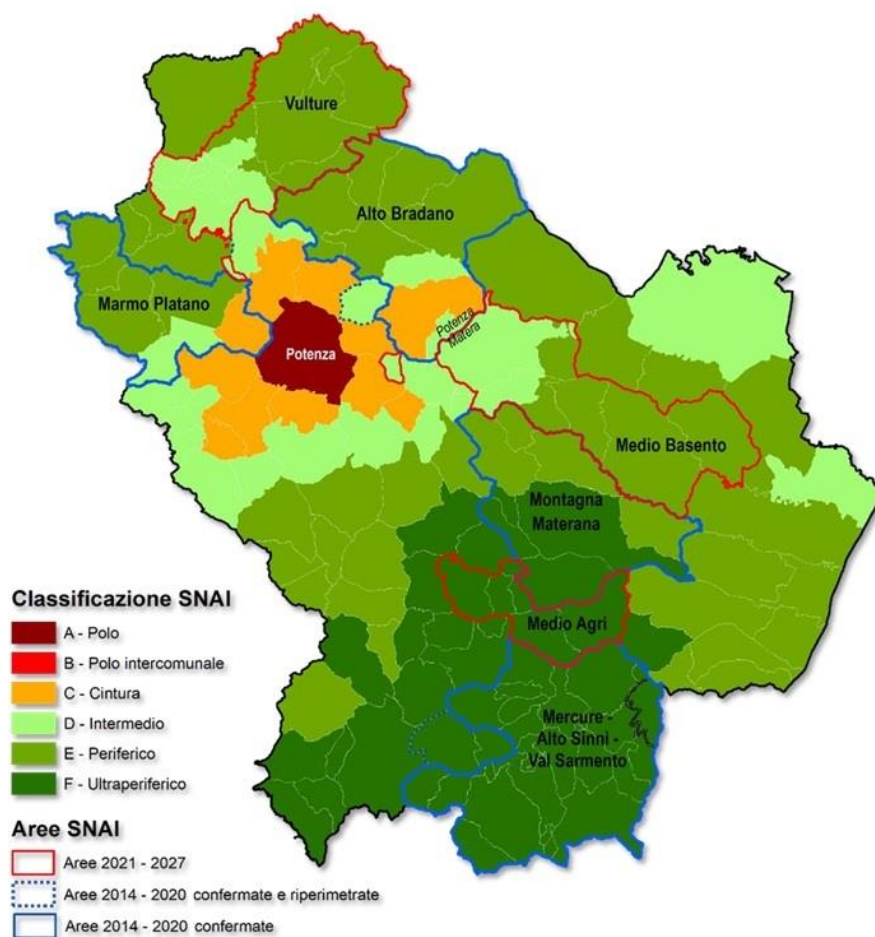 Vulture
Alto Bradano
Marmo Platano
Potenza
Matera
Potenza
Medio Basento
Montagna
Materana
Medio Agri
Mercure -
Alto Sinni -
Val Sarmento
Classificazione SNAI
A - Polo
B - Polo intercomunale
C - Cintura
D - Intermedio
E - Periferico
F - Ultraperiferico
Aree SNAI
Aree 2021 - 2027
Aree 2014 - 2020 confermate e riperimetrate
Aree 2014 - 2020 confermate